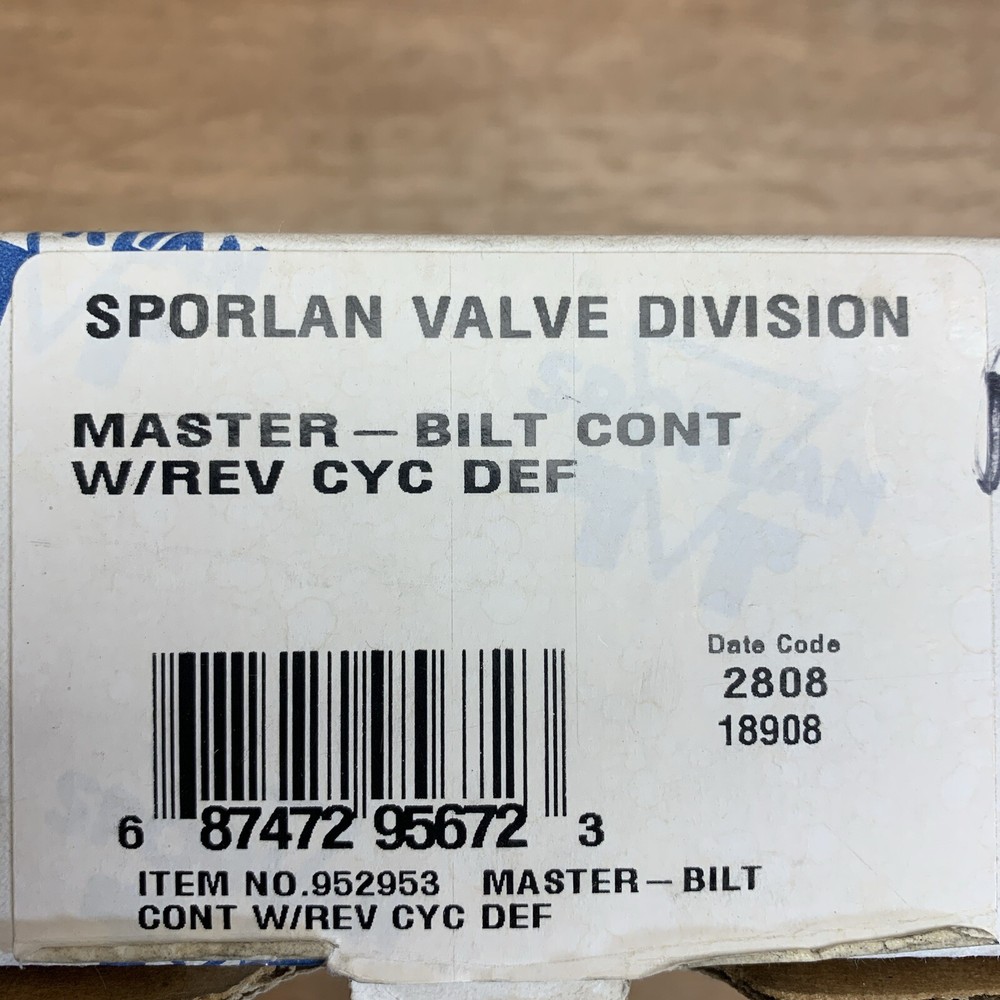 SPORLAN VALVE DIVISION
MASTER-BILT CONT
W/REV CYC DEF
Date Code
2808
18908
6 87472 95672 3
ITEM NO.952953 MASTER-BILT
CONT W/REV CYC DEF